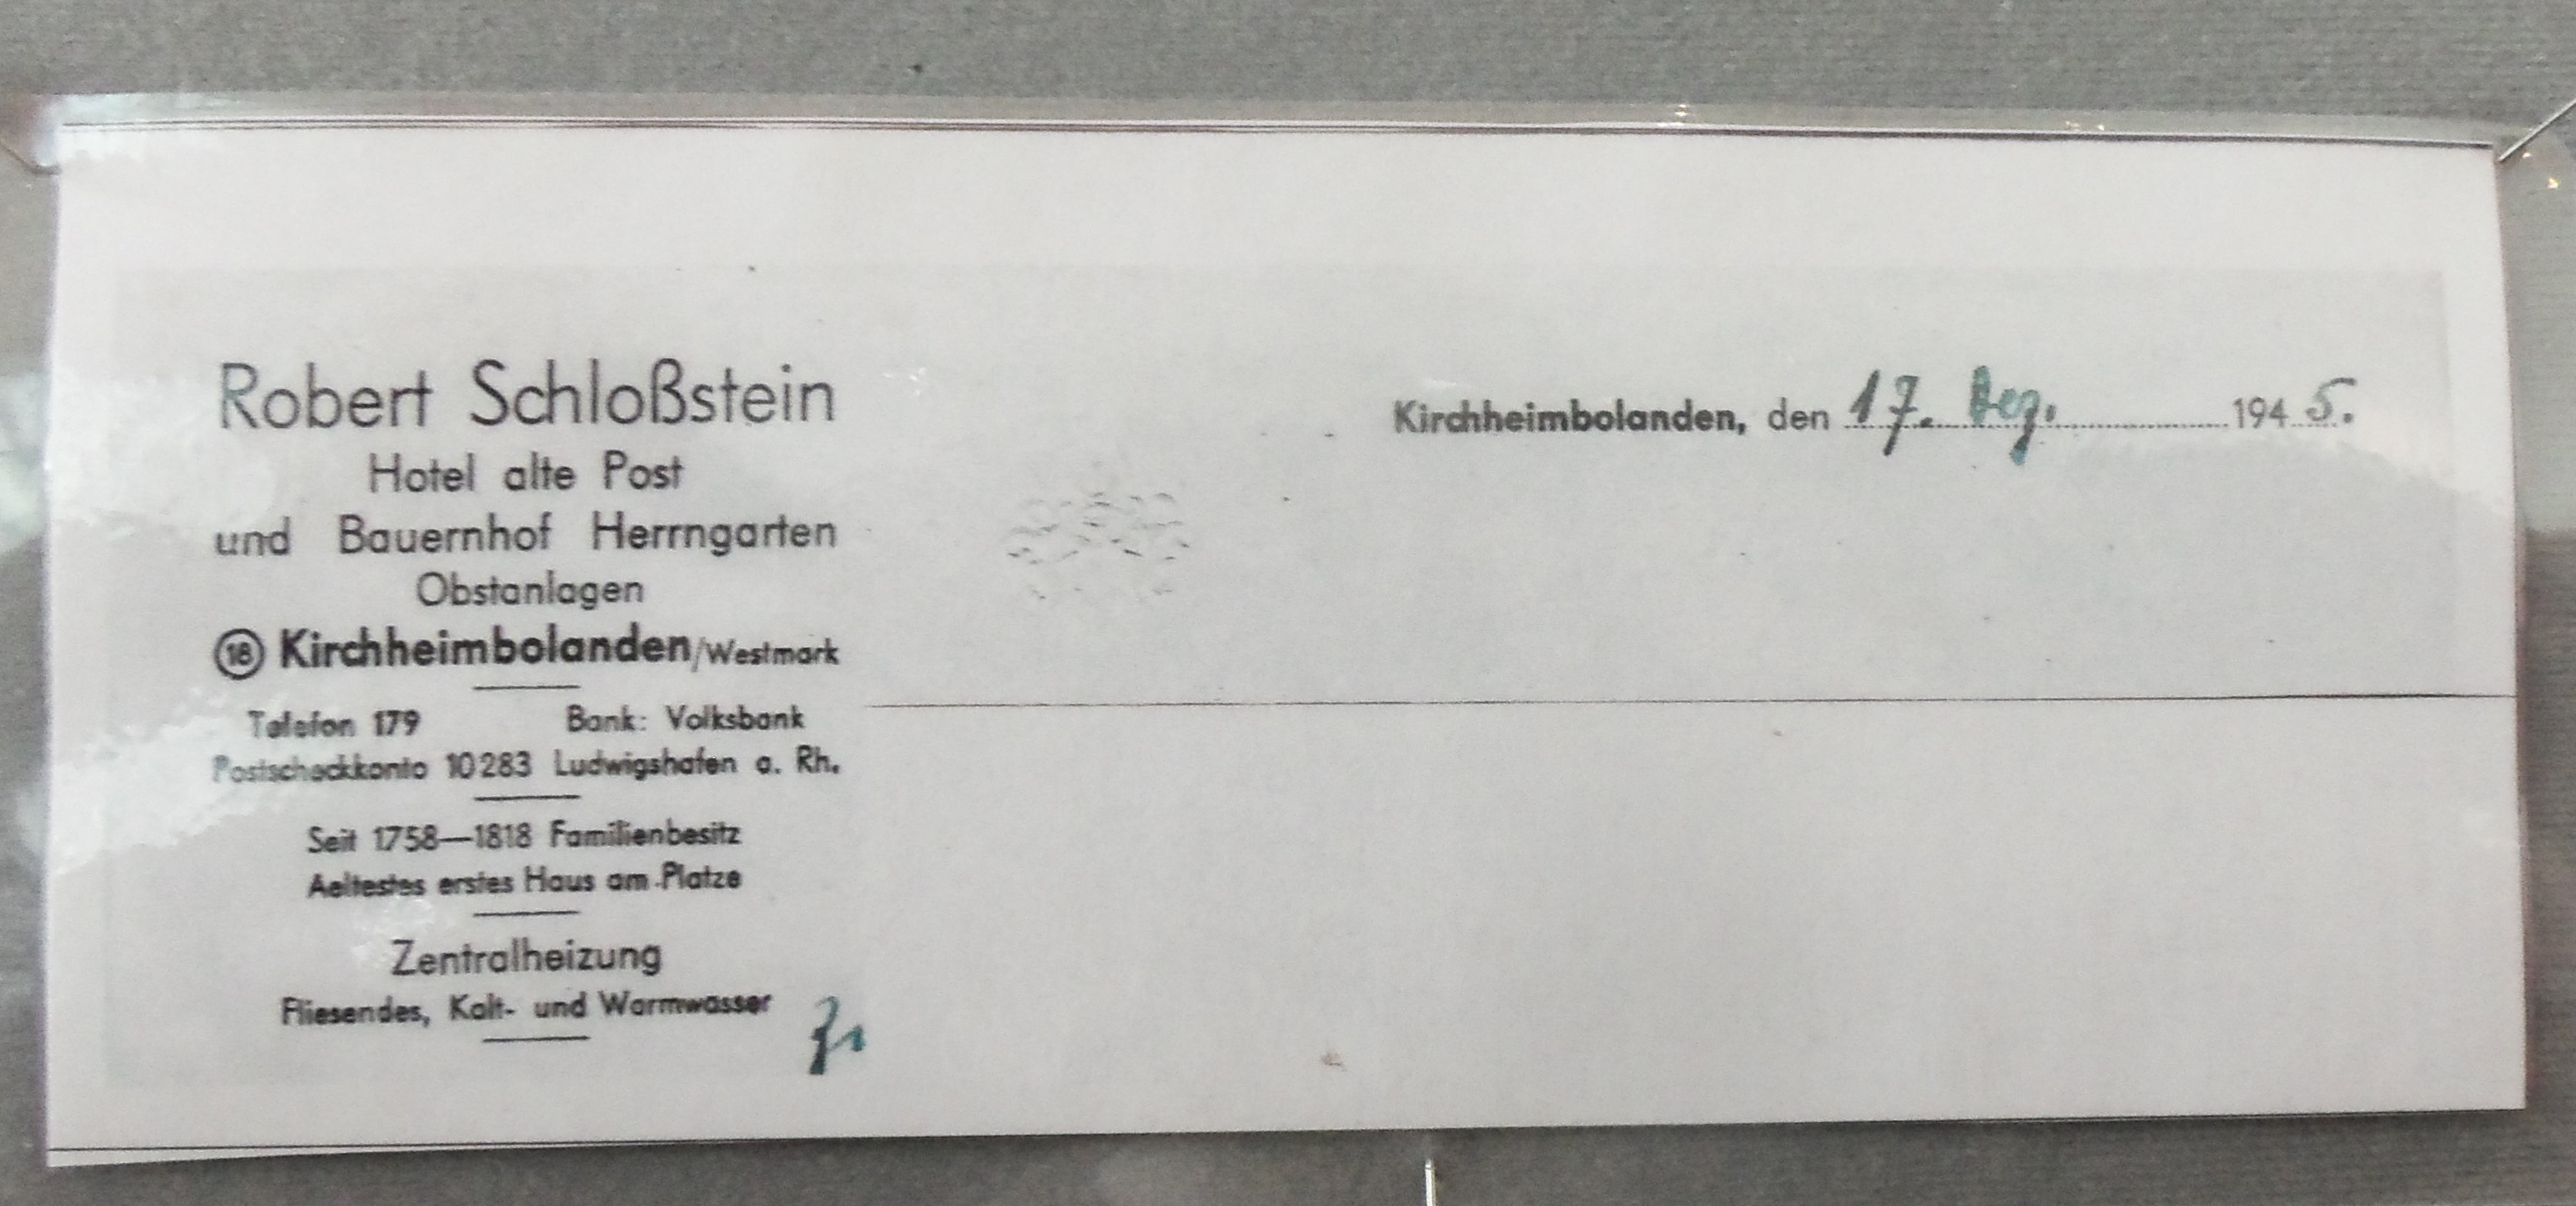 Robert Schloßstein
Hotel alte Post
und Bauernhof Herrngarten
Obstanlagen
⑱ Kirchheimbolanden/Westmark
Telefon 179 Bank: Volksbank
Postscheckkonto 10283 Ludwigshafen a. Rh.
Seit 1758—1818 Familienbesitz
Aeltestes erstes Haus am Platze
Zentralheizung
Fliesendes, Kalt- und Warmwasser
Kirchheimbolanden, den 17. Dez. 1945.